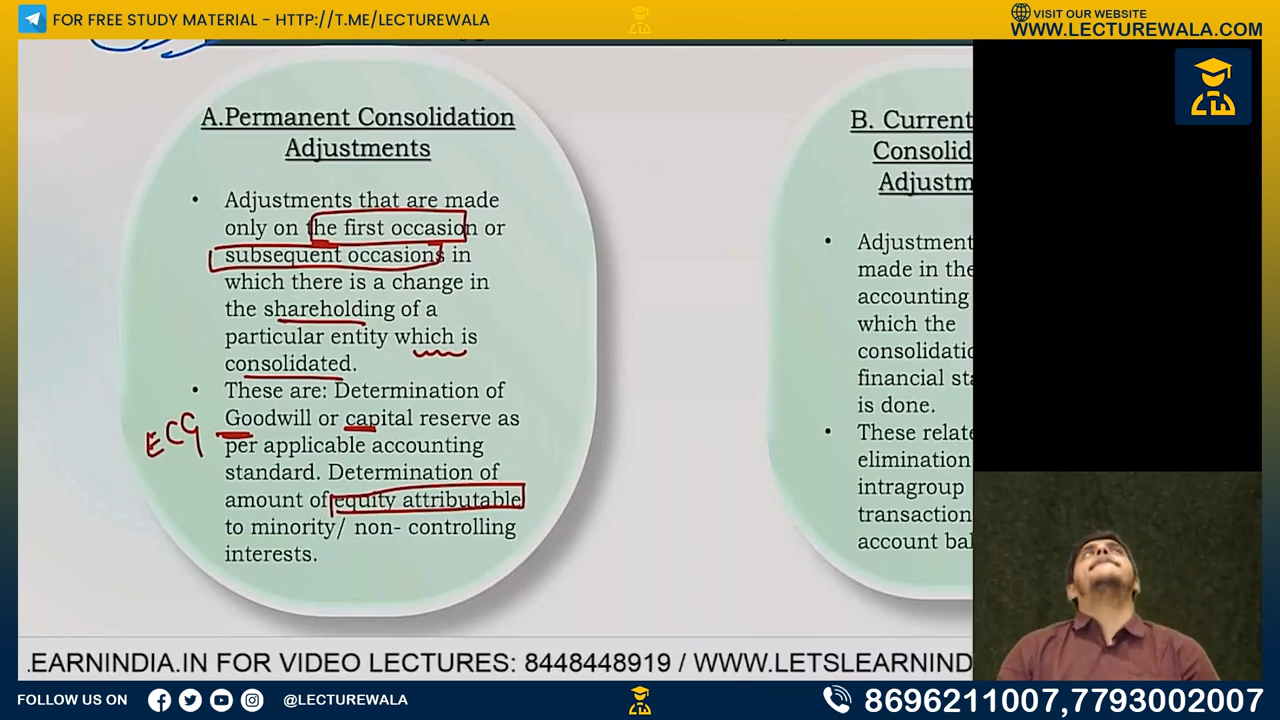 FOR FREE STUDY MATERIAL - HTTP://T.ME/LECTUREWALA
VISIT OUR WEBSITE
WWW.LECTUREWALA.COM
A.Permanent Consolidation
Adjustments
• Adjustments that are made
only on the first occasion or
subsequent occasions in
which there is a change in
the shareholding of a
particular entity which is
consolidated.
• These are: Determination of
Goodwill or capital reserve as
per applicable accounting
standard. Determination of
amount of equity attributable
to minority/ non- controlling
interests.
ECG
B. Current
Consolid
Adjustm
• Adjustment
made in the
accounting
which the
consolidatio
financial sta
is done.
• These relate
elimination
intragroup
transaction
account bal
.EARNINDIA.IN FOR VIDEO LECTURES: 8448448919 / WWW.LETSLEARNIND
FOLLOW US ON
@LECTUREWALA
8696211007,7793002007